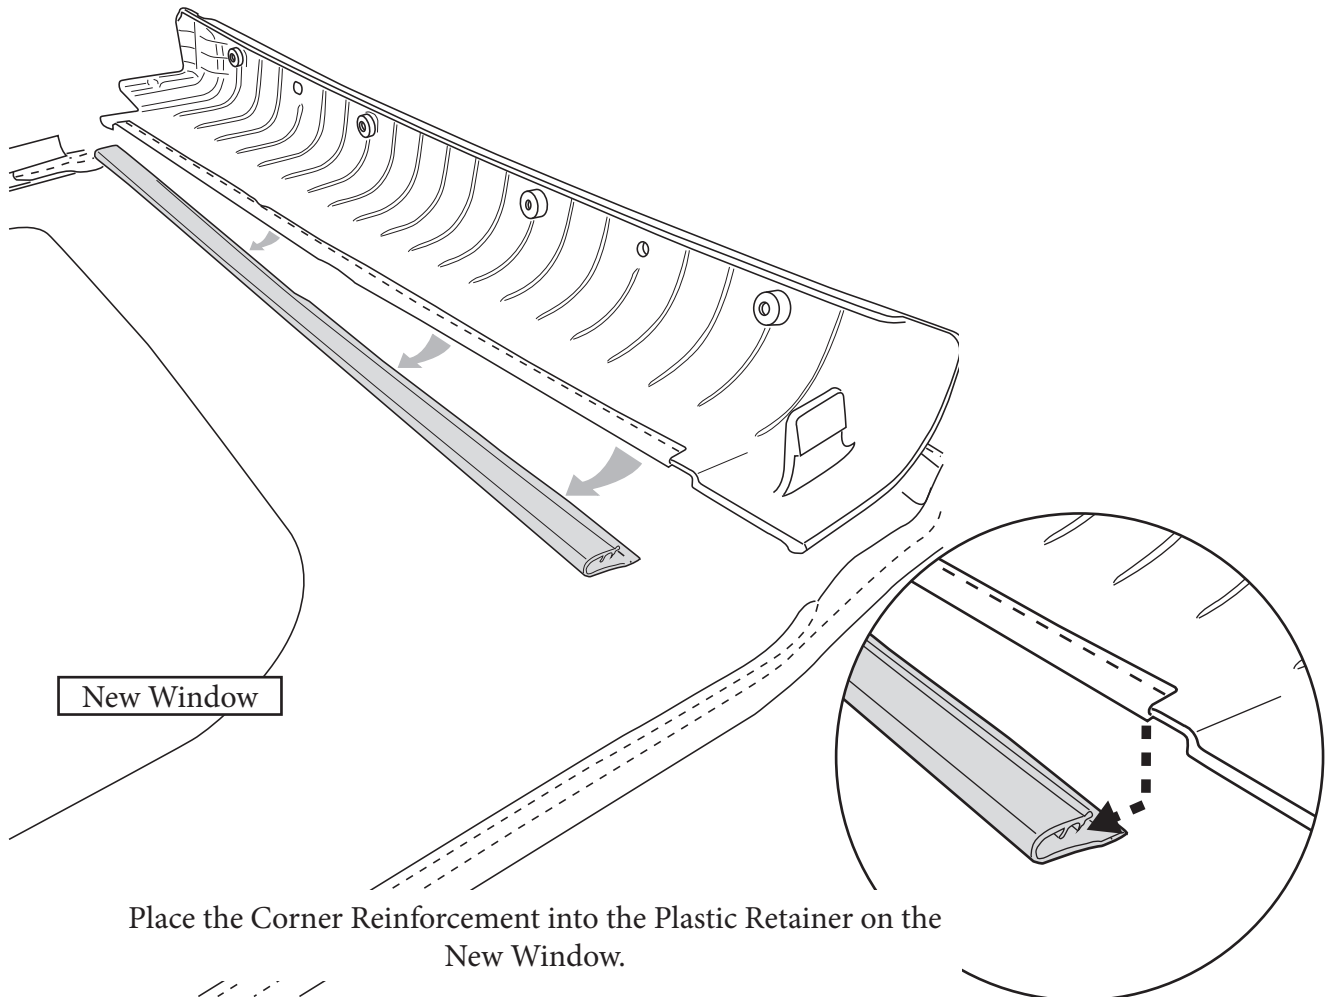 New Window
Place the Corner Reinforcement into the Plastic Retainer on the
New Window.